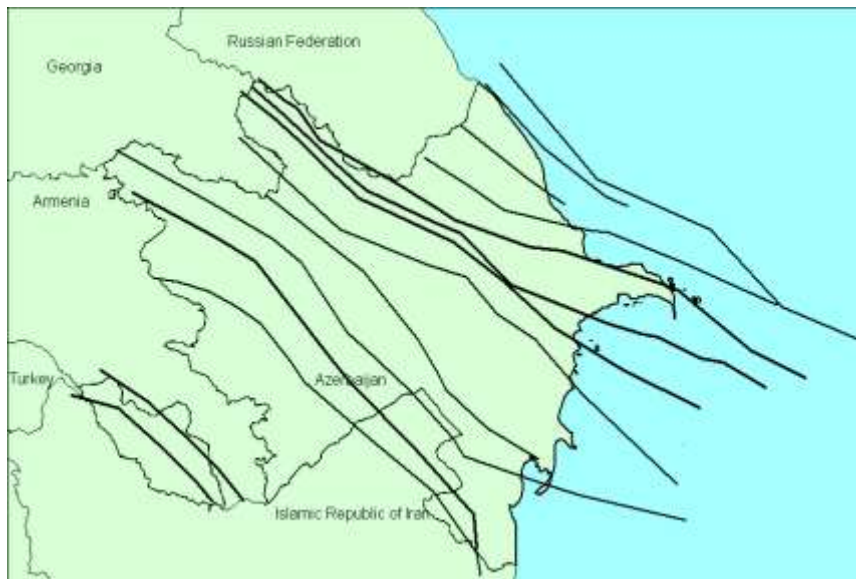 Russian Federation
Georgia
Armenia
Turkey
Azerbaijan
Islamic Republic of Iran